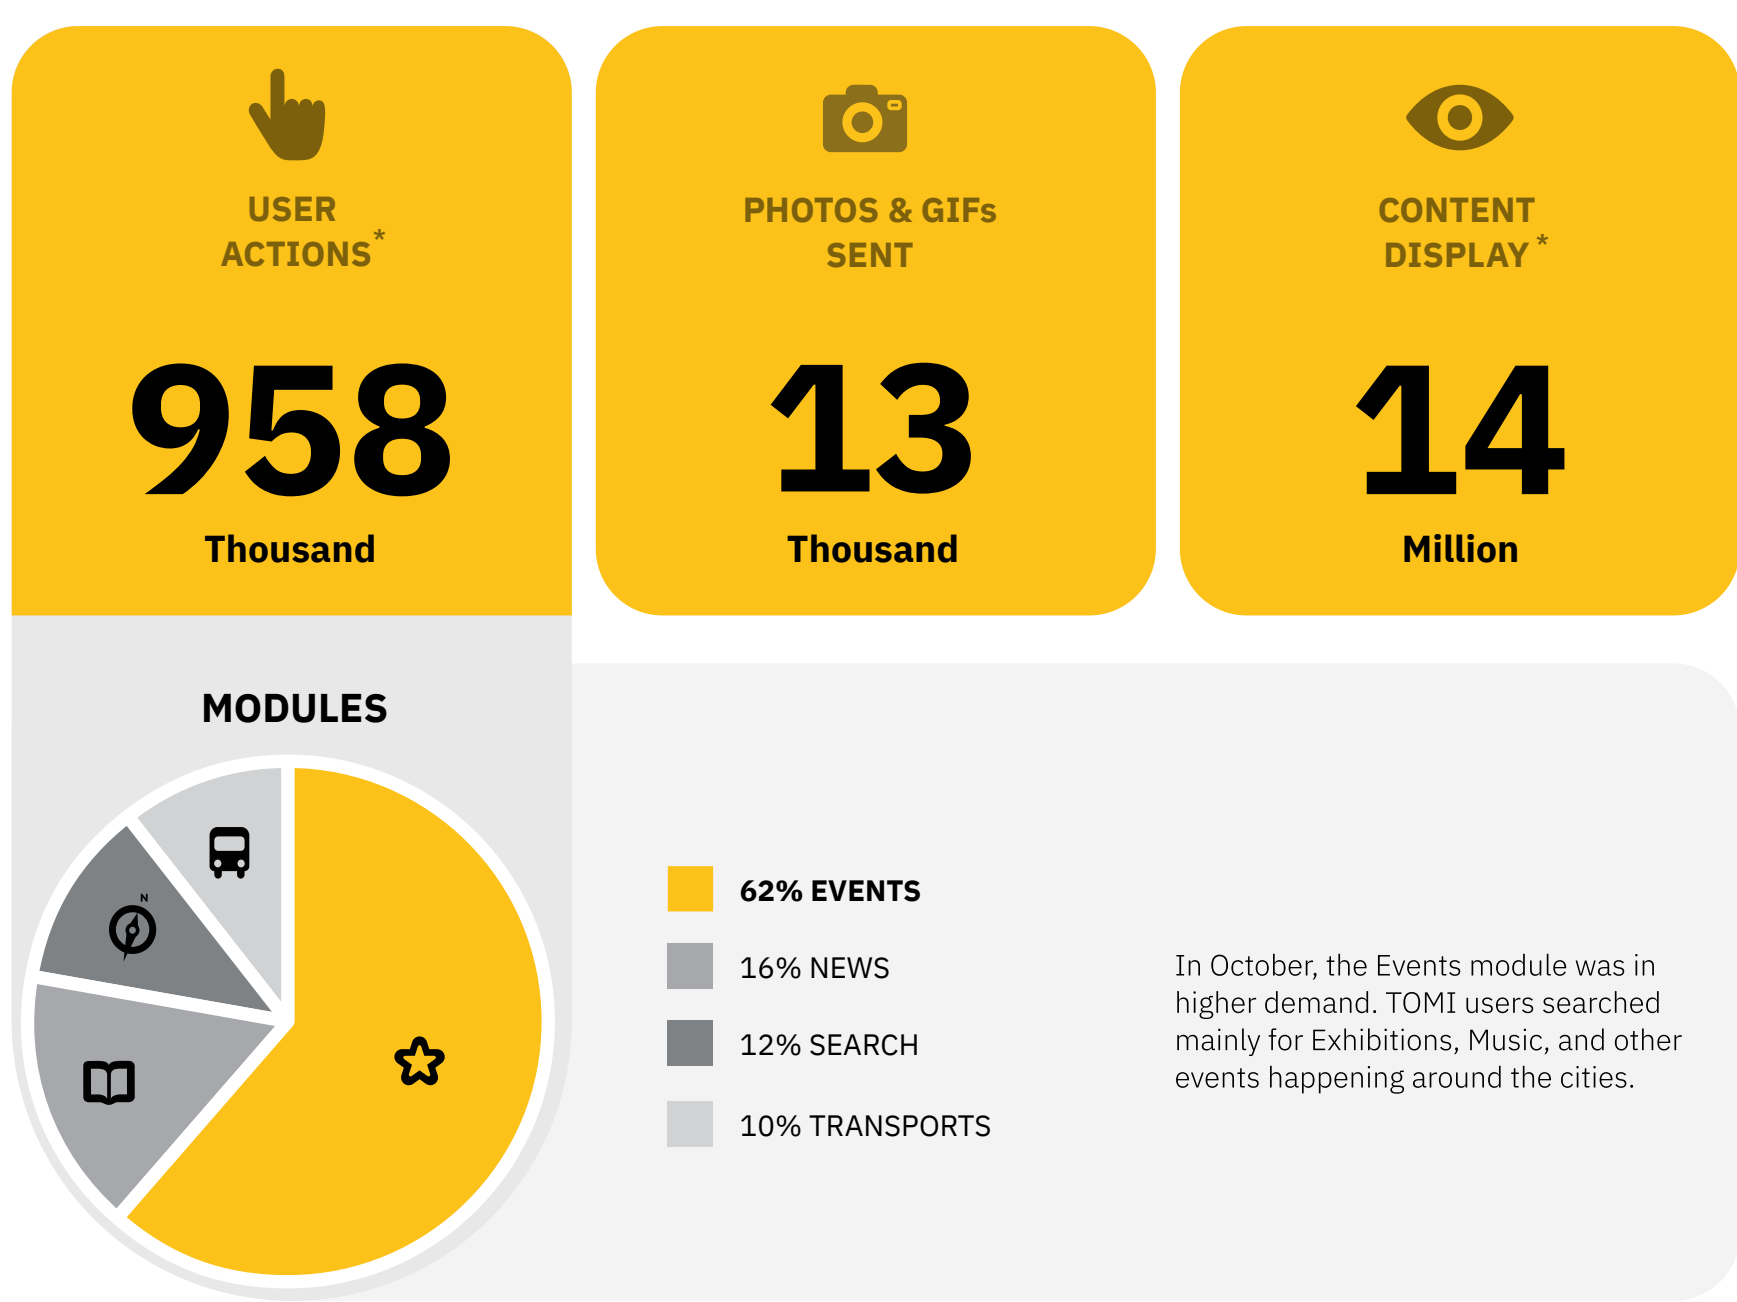 USER
ACTIONS*
958
Thousand
PHOTOS & GIFs
SENT
13
Thousand
CONTENT
DISPLAY*
14
Million
MODULES
N
62% EVENTS
16% NEWS
12% SEARCH
10% TRANSPORTS
In October, the Events module was in
higher demand. TOMI users searched
mainly for Exhibitions, Music, and other
events happening around the cities.